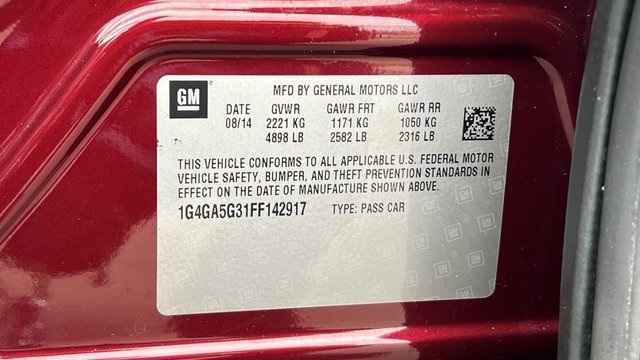 GM
MFD BY GENERAL MOTORS LLC
DATE GVWR GAWR FRT GAWR RR
08/14 2221 KG 1171 KG 1050 KG
4898 LB 2582 LB 2316 LB
THIS VEHICLE CONFORMS TO ALL APPLICABLE U.S. FEDERAL MOTOR
VEHICLE SAFETY, BUMPER, AND THEFT PREVENTION STANDARDS IN
EFFECT ON THE DATE OF MANUFACTURE SHOWN ABOVE.
1G4GA5G31FF142917 TYPE: PASS CAR